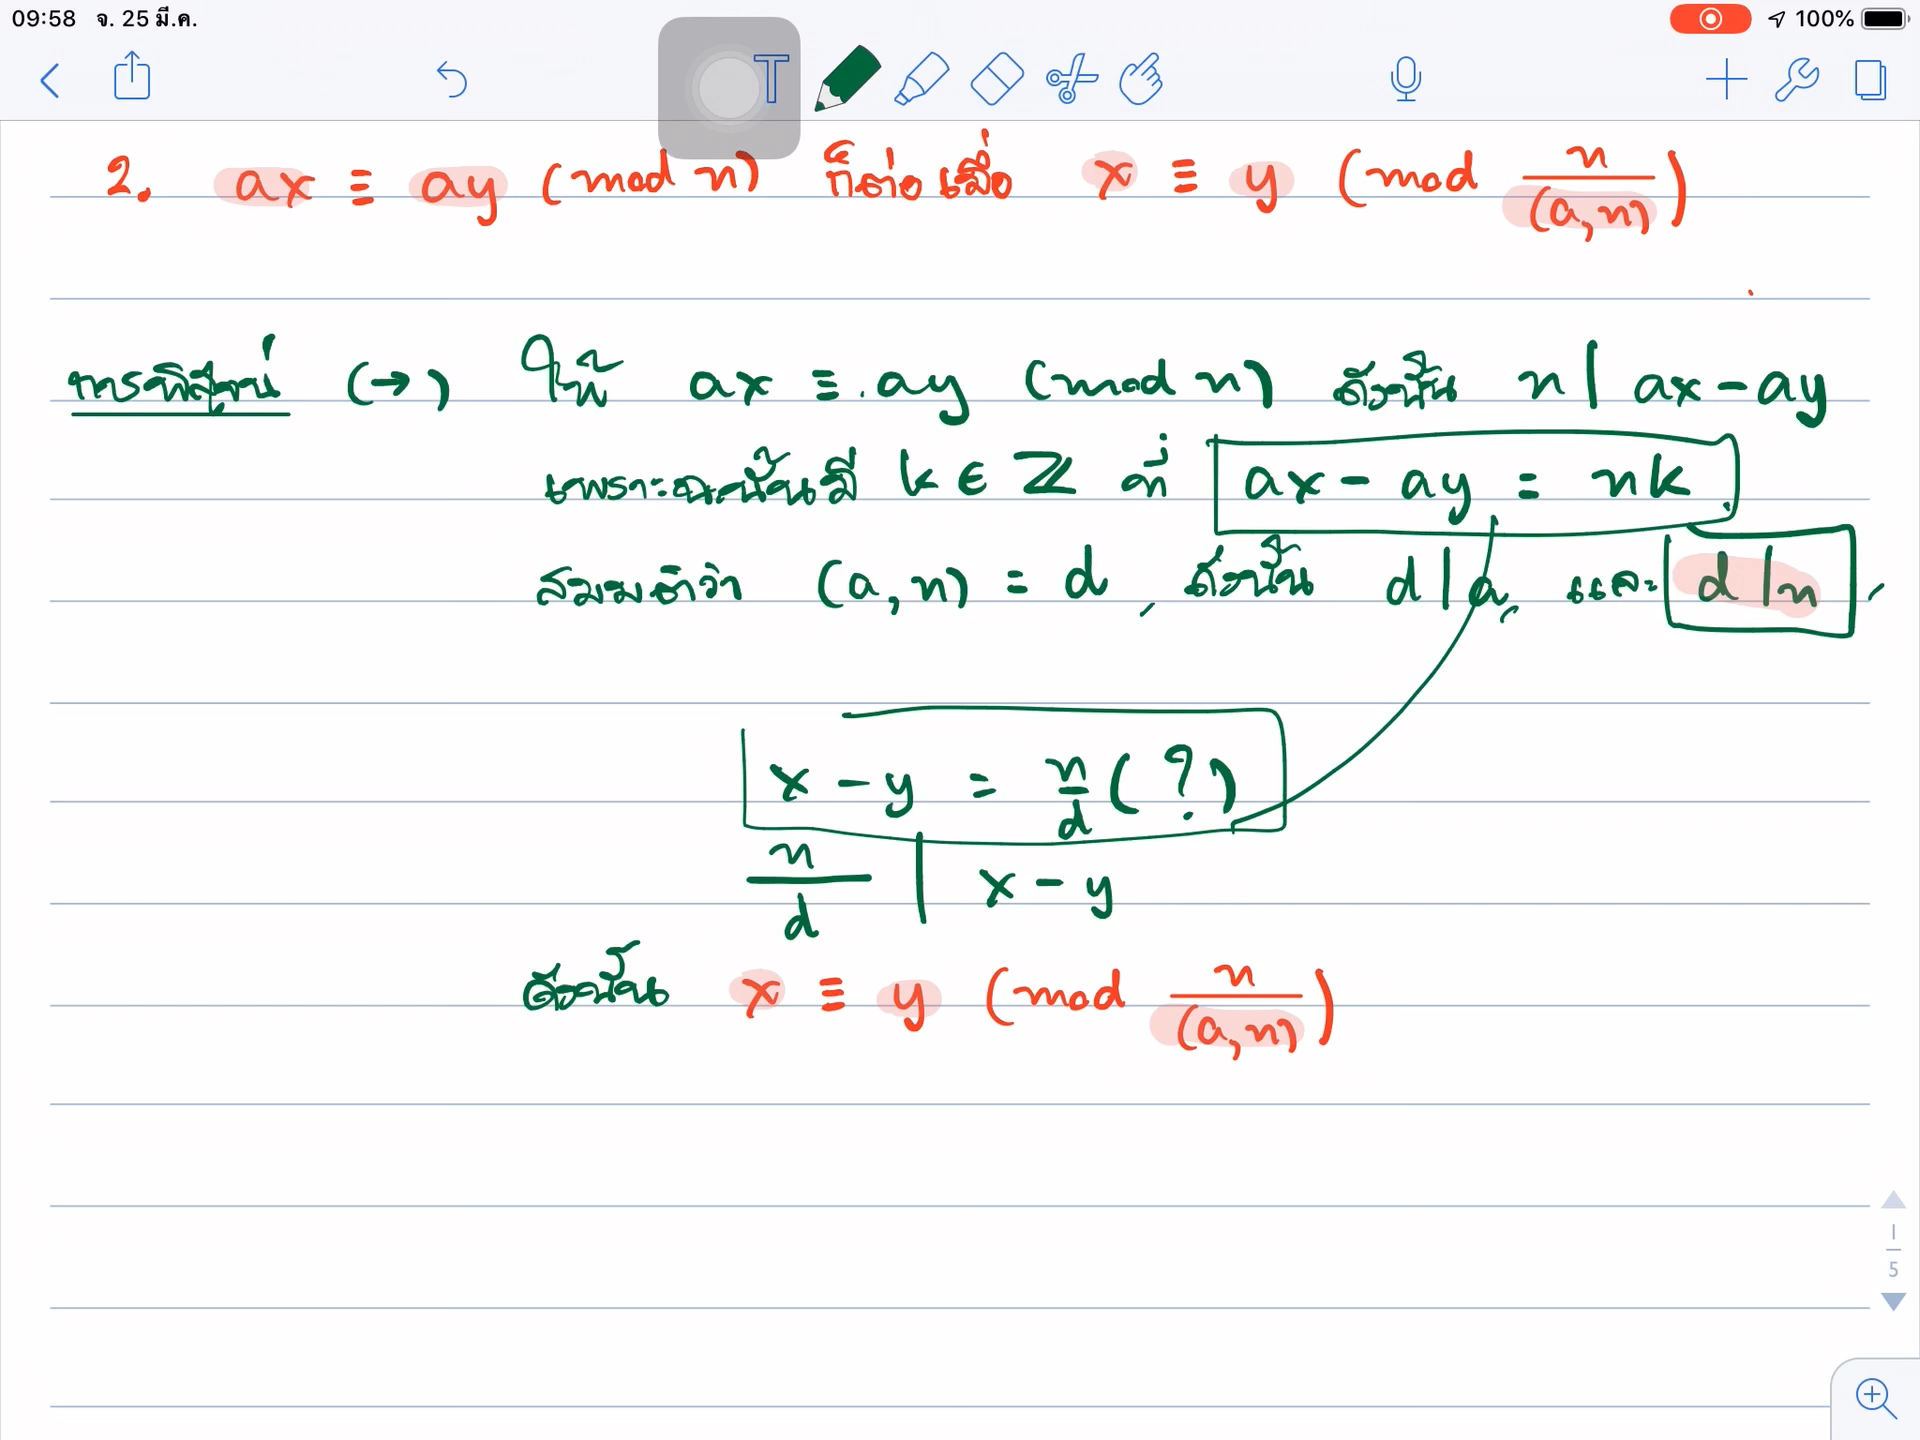 09:58 จ. 25 มี.ค. 100%
T
2. ax ≡ ay (mod n) ก็ต่อเมื่อ x ≡ y (mod n/(a,n))
การพิสูจน์ (→) ให้ ax ≡ ay (mod n) ดังนั้น n | ax - ay
เพราะฉะนั้นมี k ∈ ℤ ที่ ax - ay = nk.
สมมติว่า (a, n) = d, ดังนั้น d | a, และ d | n,
x - y = n/d ( ? )
n/d | x - y
ดังนั้น x ≡ y (mod n/(a,n))
1
5